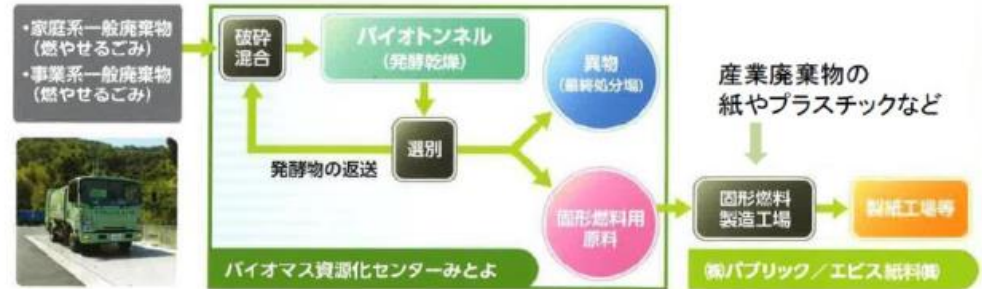 ・家庭系一般廃棄物
(燃やせるごみ)
・事業系一般廃棄物
(燃やせるごみ)
破砕
混合
バイオトンネル
(発酵乾燥)
異物
(最終処分場)
産業廃棄物の
紙やプラスチックなど
選別
発酵物の返送
固形燃料用
原料
固形燃料
製造工場
製紙工場等
バイオマス資源化センターみとよ
㈱パブリック/エビス紙料㈱